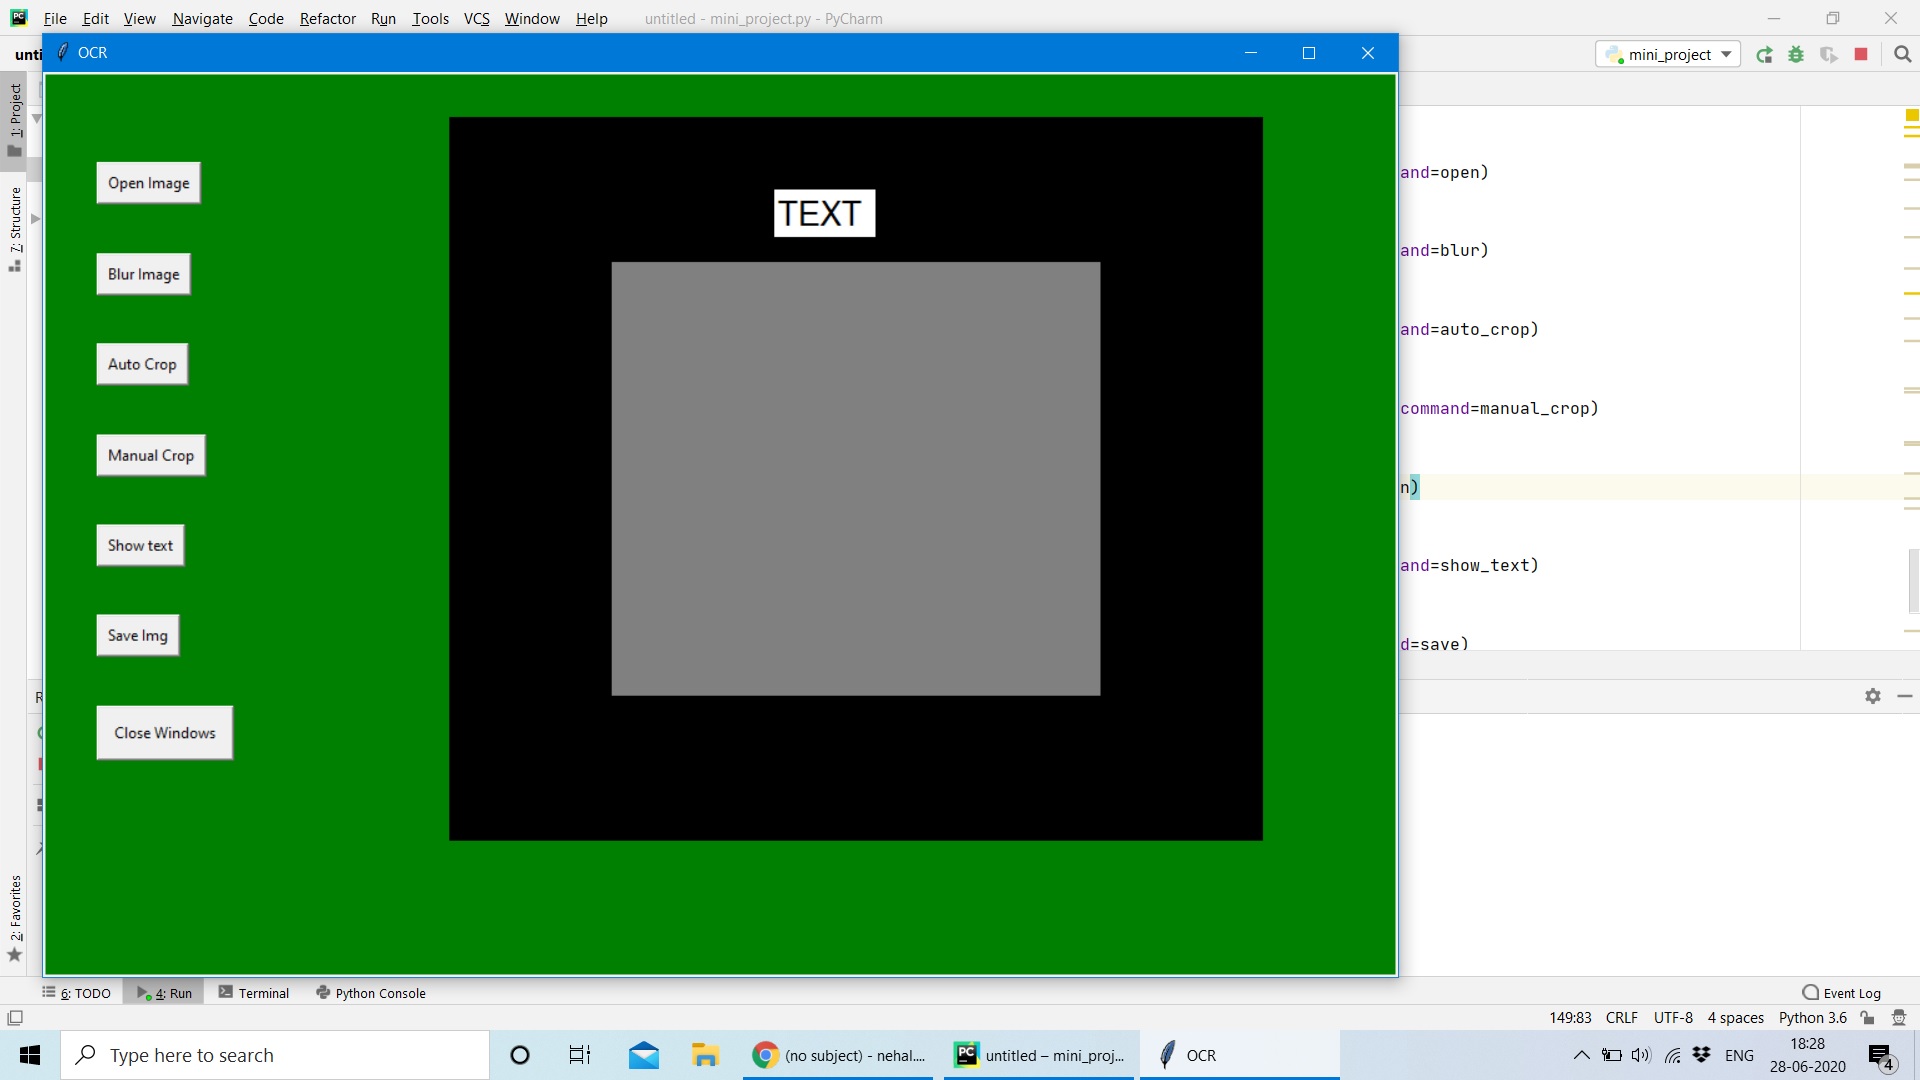 File Edit View Navigate Code Refactor Run Tools VCS Window Help untitled - mini_project.py - PyCharm
unti
OCR
mini_project
1: Project
7: Structure
2: Favorites
Open Image
Blur Image
Auto Crop
Manual Crop
Show text
Save Img
Close Windows
TEXT
and=open)
and=blur)
and=auto_crop)
command=manual_crop)
n)
and=show_text)
d=save)
R
6: TODO 4: Run Terminal Python Console Event Log
149:83 CRLF UTF-8 4 spaces Python 3.6
Type here to search (no subject) - nehal.... PC untitled – mini_proj... OCR ENG 18:28
28-06-2020 4